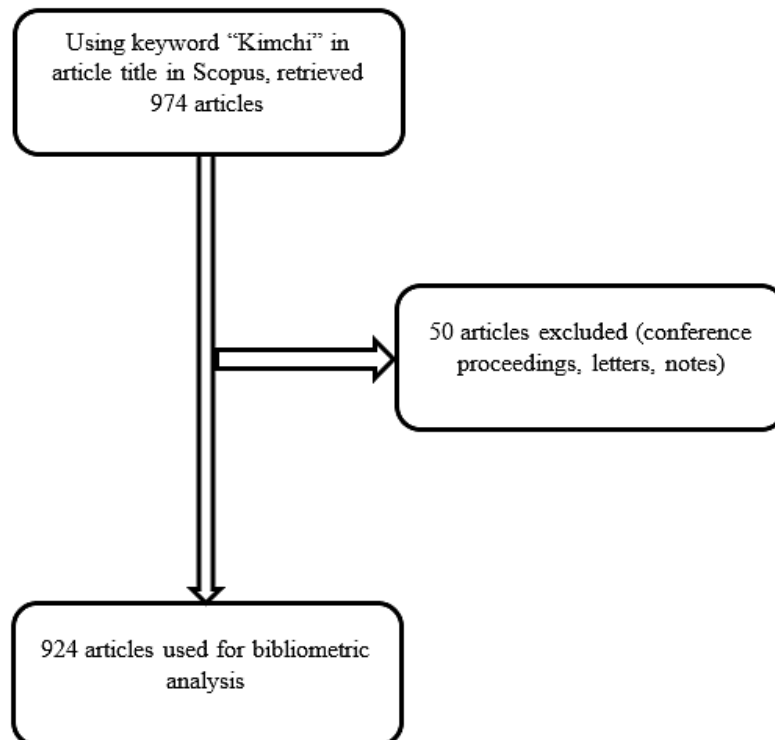 Using keyword “Kimchi” in
article title in Scopus, retrieved
974 articles
50 articles excluded (conference
proceedings, letters, notes)
924 articles used for bibliometric
analysis